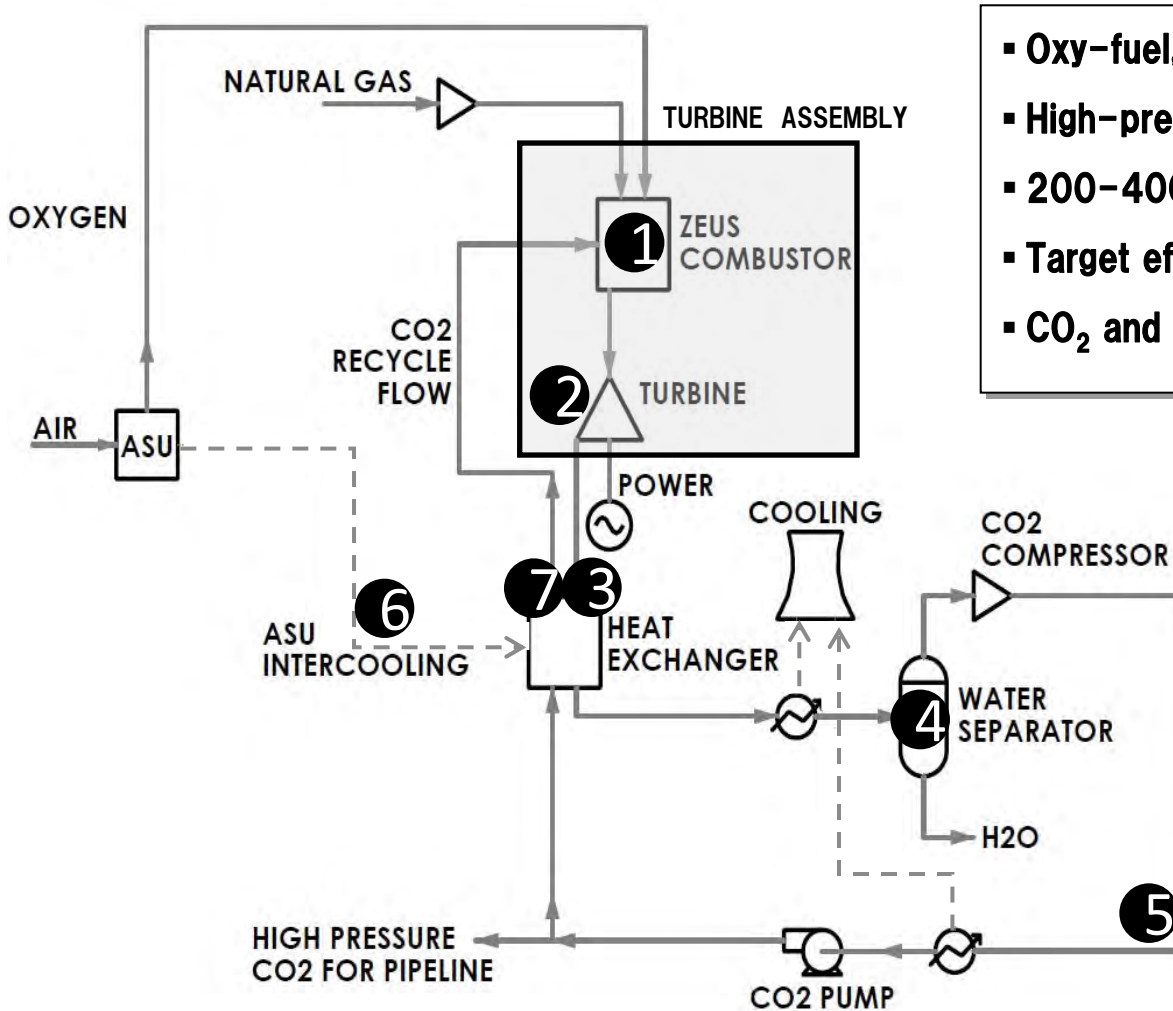 NATURAL GAS
TURBINE ASSEMBLY
OXYGEN
1
ZEUS
COMBUSTOR
CO2
RECYCLE
FLOW
2
TURBINE
AIR
ASU
POWER
COOLING
CO2
COMPRESSOR
7
3
6
ASU
INTERCOOLING
HEAT
EXCHANGER
4
WATER
SEPARATOR
H2O
5
HIGH PRESSURE
CO2 FOR PIPELINE
CO2 PUMP
▪ Oxy-fuel,
▪ High-pre
▪ 200-400
▪ Target ef
▪ CO₂ and